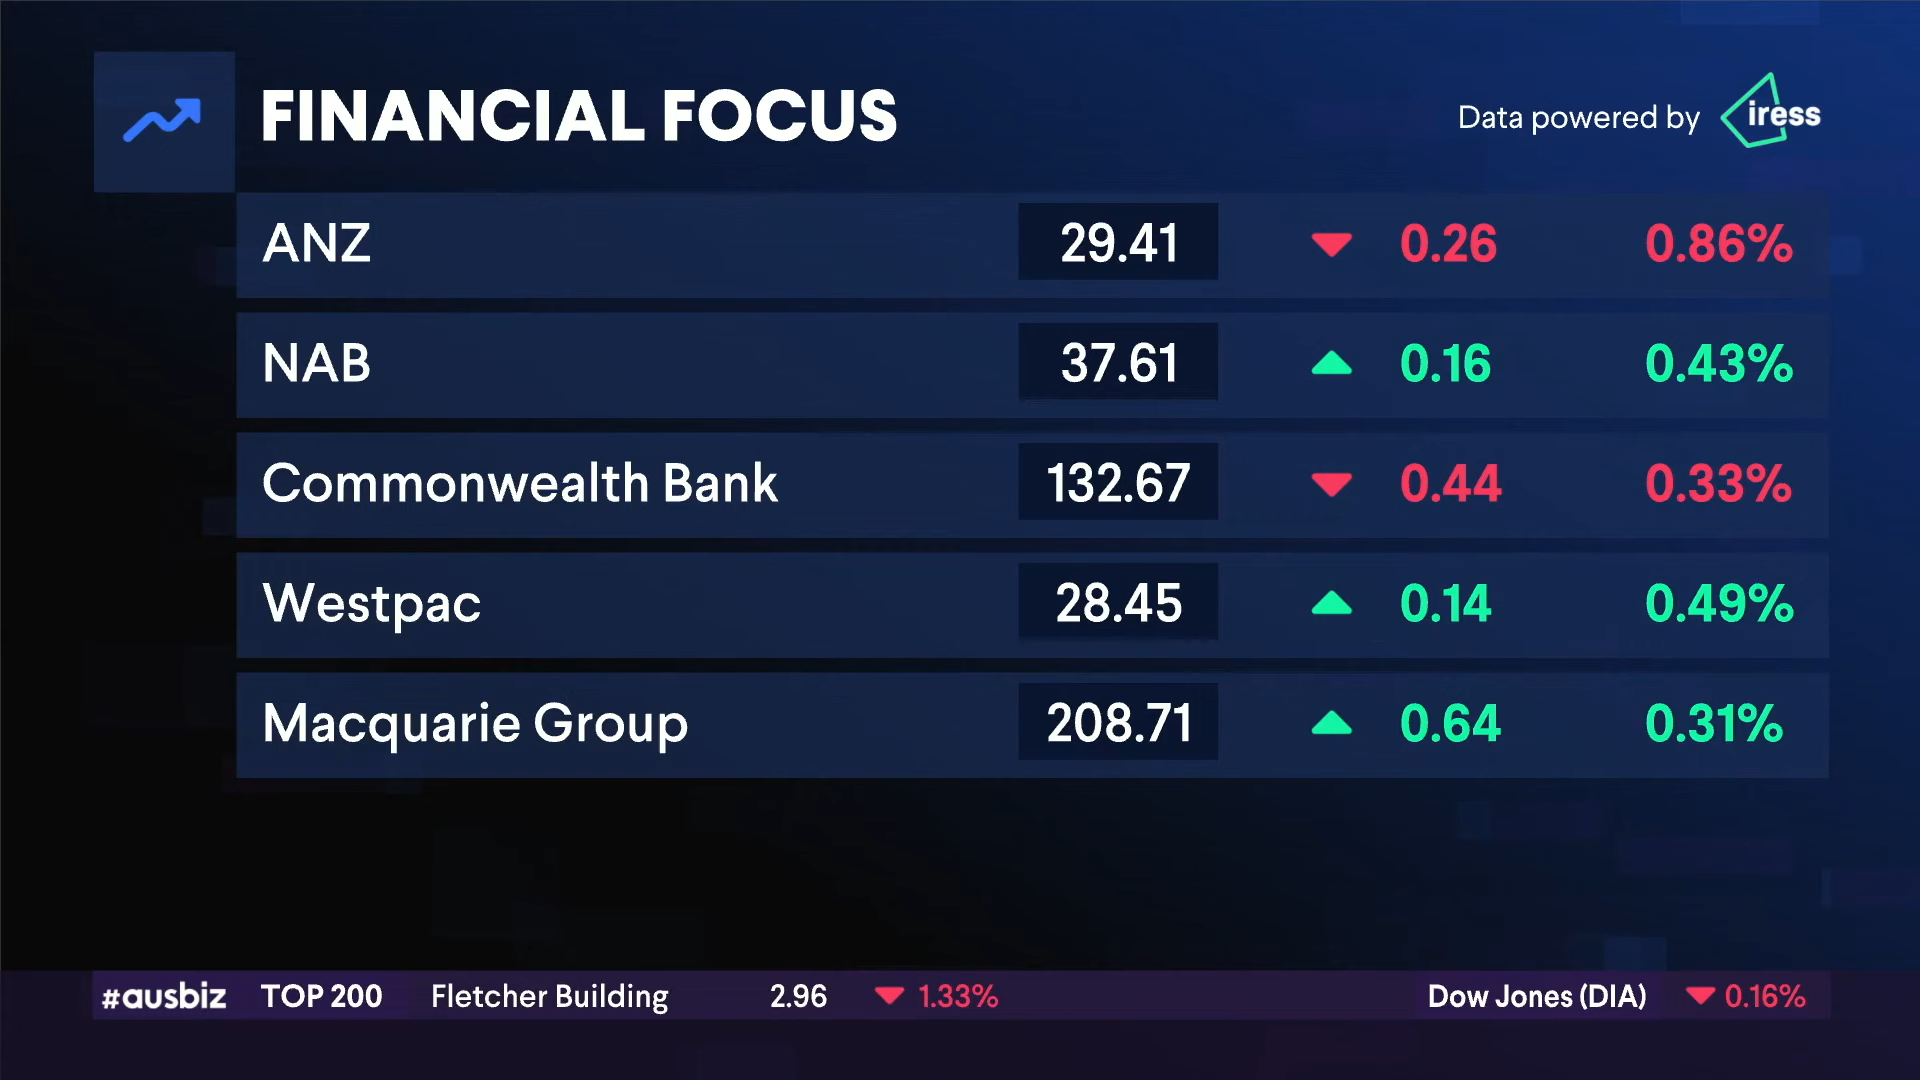 FINANCIAL FOCUS
Data powered by iress
ANZ 29.41 0.26 0.86%
NAB 37.61 0.16 0.43%
Commonwealth Bank 132.67 0.44 0.33%
Westpac 28.45 0.14 0.49%
Macquarie Group 208.71 0.64 0.31%
#ausbiz TOP 200 Fletcher Building 2.96 1.33% Dow Jones (DIA) 0.16%